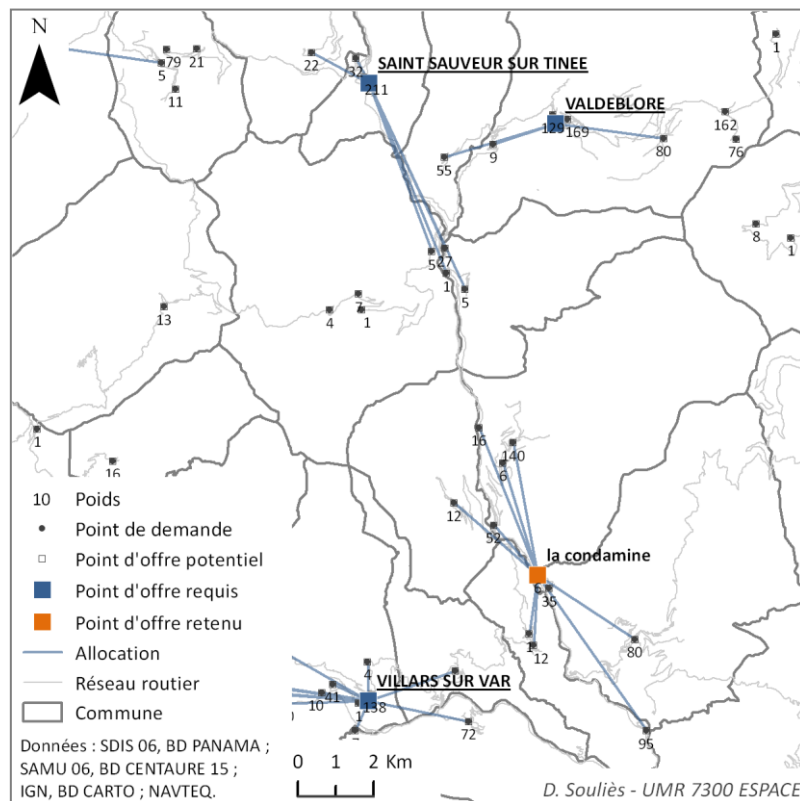 N
79
21
5
11
22
32
SAINT SAUVEUR SUR TINEE
211
VALDEBLORE
129
169
55
9
80
162
76
1
8
1
5
27
1
5
13
7
4
1
1
16
16
140
6
12
52
la condamine
6
35
1
12
80
95
4
VILLARS SUR VAR
41
10
1
138
72
10 Poids
Point de demande
Point d'offre potentiel
Point d'offre requis
Point d'offre retenu
Allocation
Réseau routier
Commune
Données : SDIS 06, BD PANAMA ;
SAMU 06, BD CENTAURE 15 ;
IGN, BD CARTO ; NAVTEQ.
0 1 2 Km
D. Souliès - UMR 7300 ESPACE